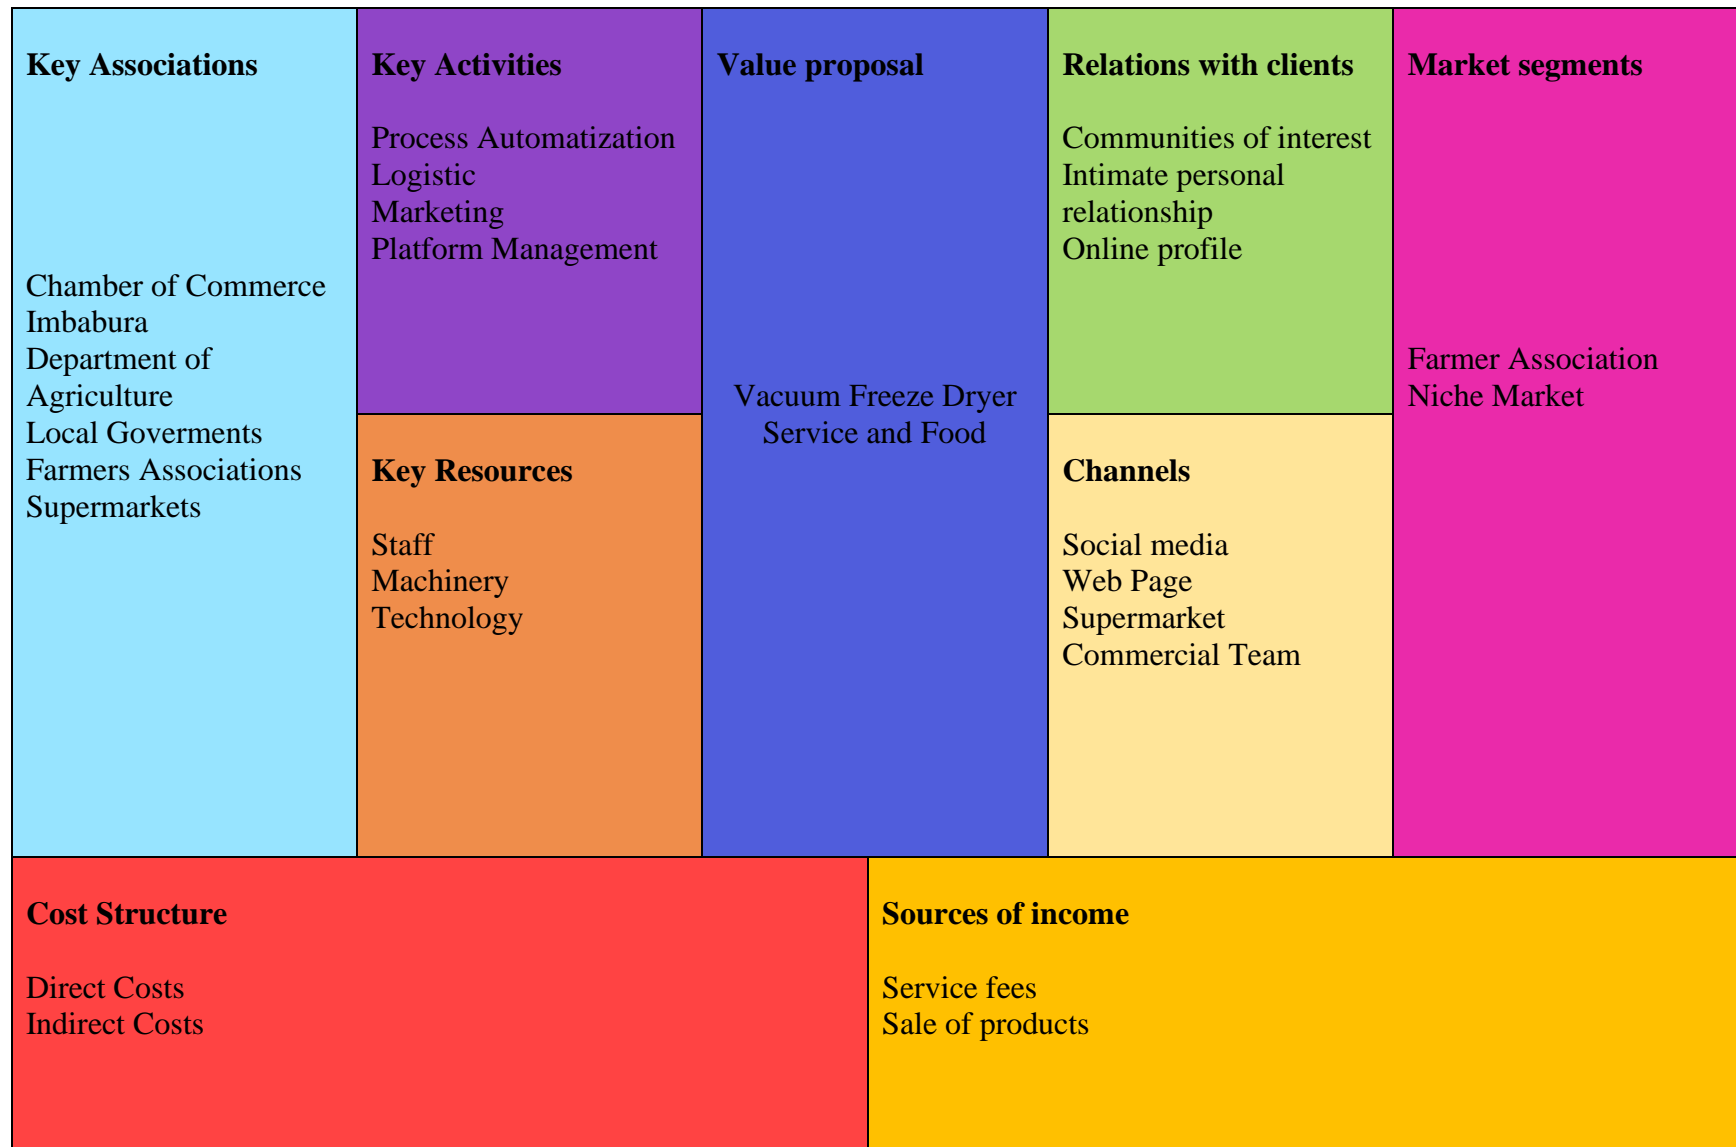 Key Associations
Chamber of Commerce
Imbabura
Department of
Agriculture
Local Goverments
Farmers Associations
Supermarkets
Key Activities
Process Automatization
Logistic
Marketing
Platform Management
Key Resources
Staff
Machinery
Technology
Value proposal
Vacuum Freeze Dryer
Service and Food
Relations with clients
Communities of interest
Intimate personal
relationship
Online profile
Channels
Social media
Web Page
Supermarket
Commercial Team
Market segments
Farmer Association
Niche Market
Cost Structure
Direct Costs
Indirect Costs
Sources of income
Service fees
Sale of products